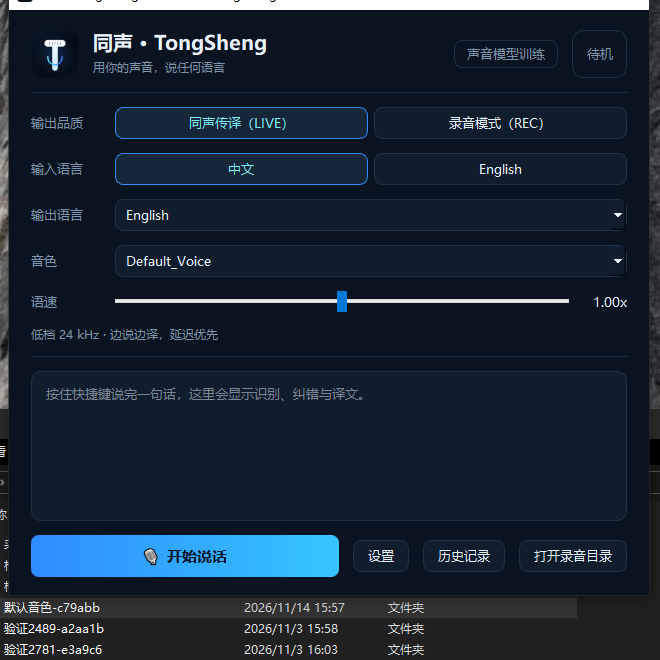 同声 • TongSheng
用你的声音，说任何语言
声音模型训练
待机
输出品质
同声传译（LIVE）
录音模式（REC）
输入语言
中文
English
输出语言
English
音色
Default_Voice
语速
1.00x
低档 24 kHz · 边说边译，延迟优先
按住快捷键说完一句话，这里会显示识别、纠错与译文。
开始说话
设置
历史记录
打开录音目录
默认音色-c79abb 2026/11/14 15:57 文件夹
验证2489-a2aa1b 2026/11/3 15:58 文件夹
验证2781-e3a9c6 2026/11/3 16:03 文件夹